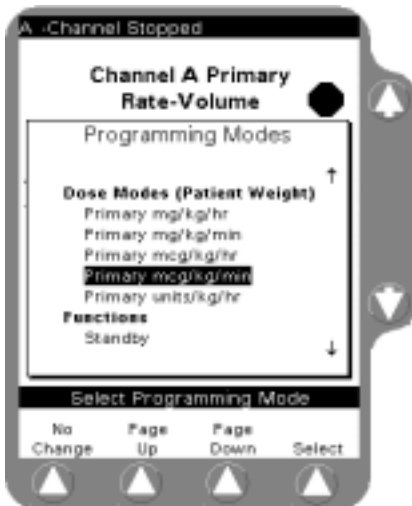 A -Channel Stopped
Channel A Primary
Rate-Volume
Programming Modes
↑
Dose Modes (Patient Weight)
Primary mg/kg/hr
Primary mg/kg/min
Primary mcg/kg/hr
Primary mcg/kg/min
Primary units/kg/hr
Functions
Standby
↓
Select Programming Mode
No Change
Page Up
Page Down
Select